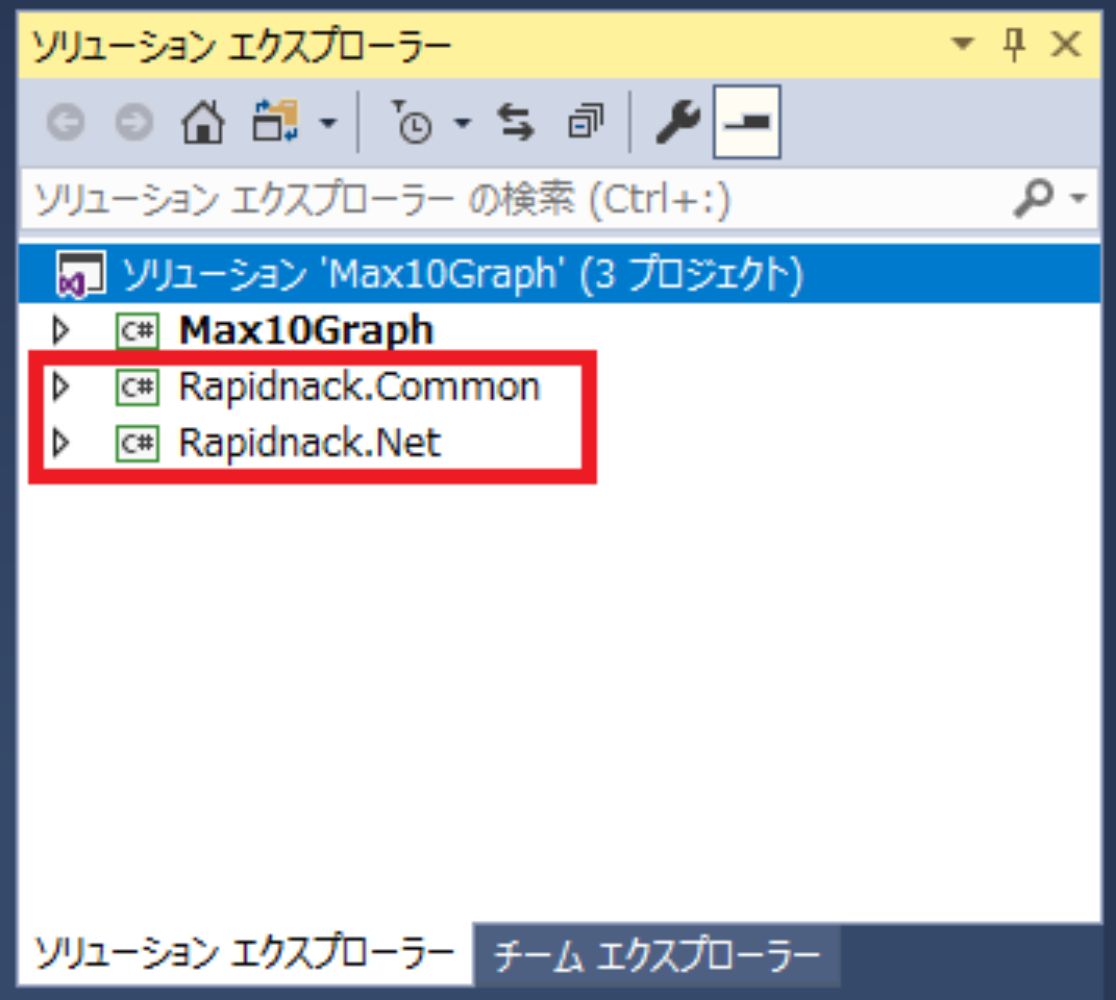 ソリューション エクスプローラー
ソリューション エクスプローラー の検索 (Ctrl+:)
ソリューション 'Max10Graph' (3 プロジェクト)
C# Max10Graph
C# Rapidnack.Common
C# Rapidnack.Net
ソリューション エクスプローラー チーム エクスプローラー